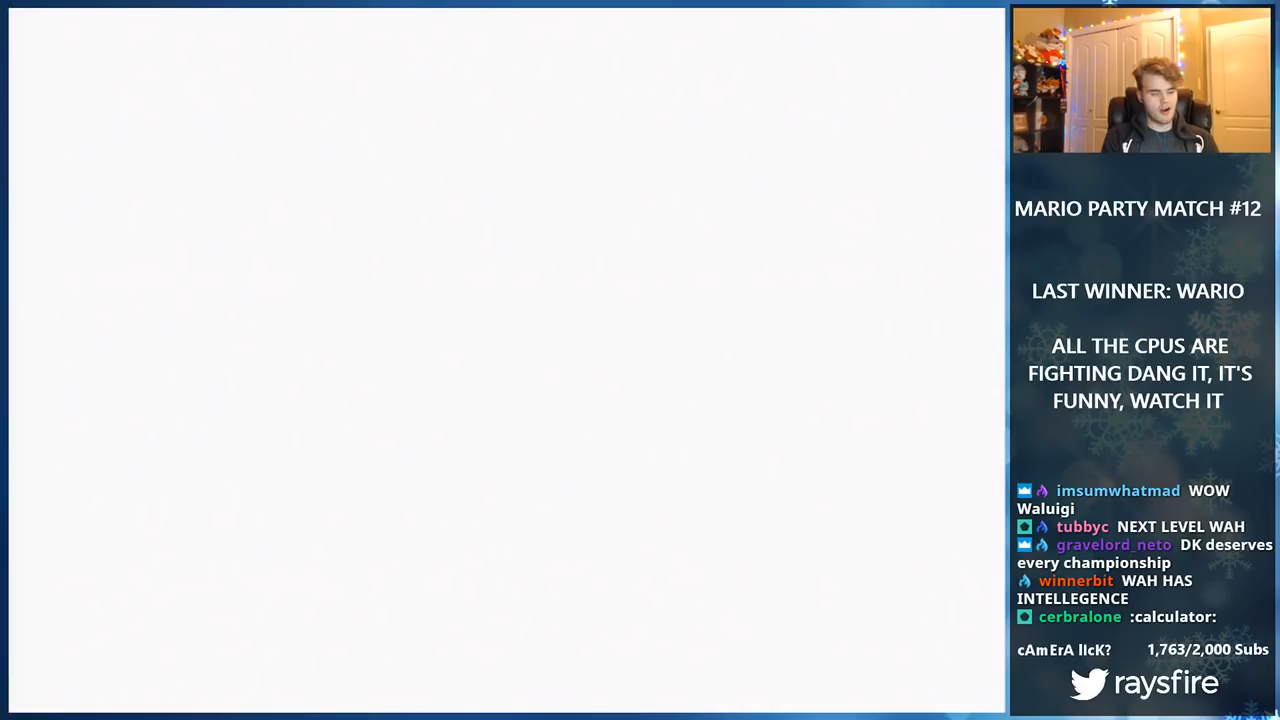 MARIO PARTY MATCH #12
LAST WINNER: WARIO
ALL THE CPUS ARE
FIGHTING DANG IT, IT'S
FUNNY, WATCH IT
imsumwhatmad WOW
Waluigi
tubbyc NEXT LEVEL WAH
gravelord_neto DK deserves
every championship
winnerbit WAH HAS
INTELLEGENCE
cerbralone :calculator:
cAmErA lIcK? 1,763/2,000 Subs
raysfire